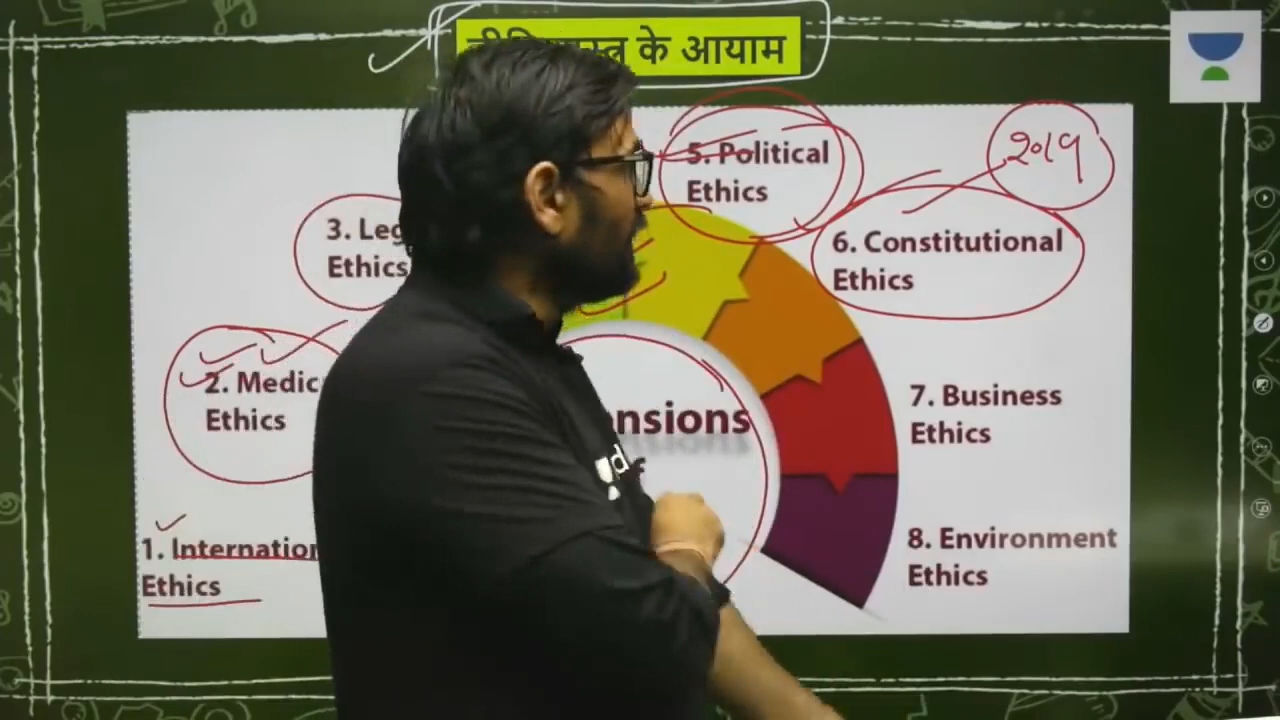 के आयाम
5. Political
Ethics
2019
3. Leg
Ethics
6. Constitutional
Ethics
2. Medic
Ethics
7. Business
Ethics
nsions
1. Internation
Ethics
8. Environment
Ethics